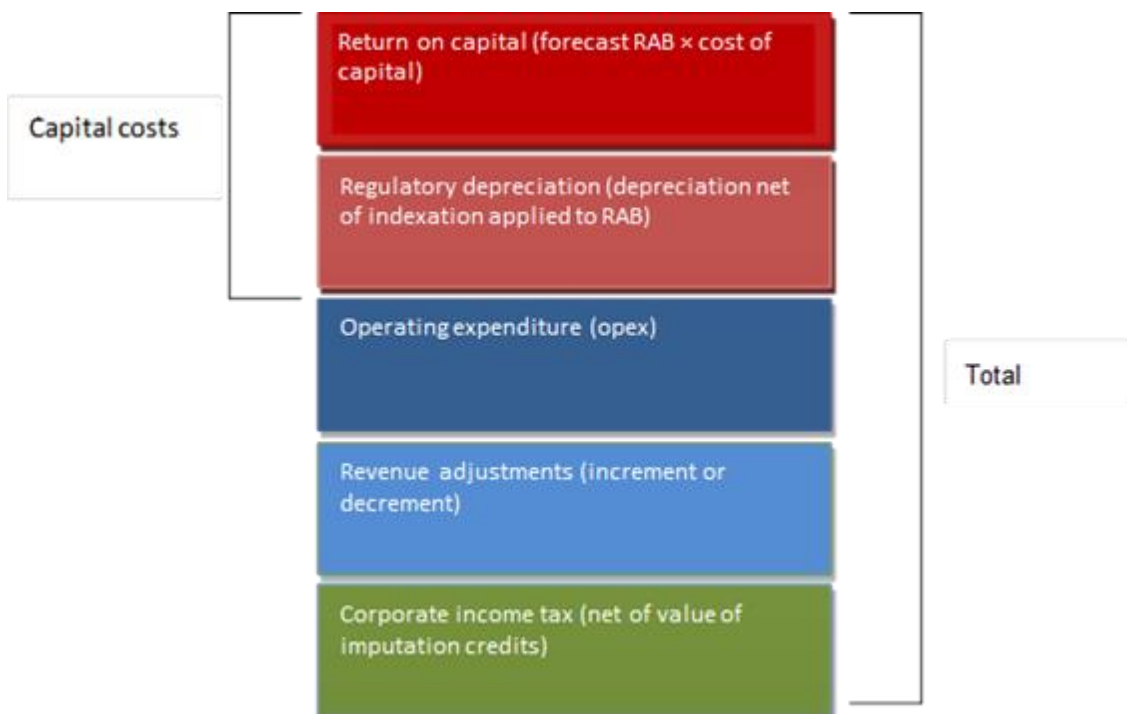 Return on capital (forecast RAB × cost of
capital)
Capital costs
Regulatory depreciation (depreciation net
of indexation applied to RAB)
Operating expenditure (opex)
Total
Revenue adjustments (increment or
decrement)
Corporate income tax (net of value of
imputation credits)